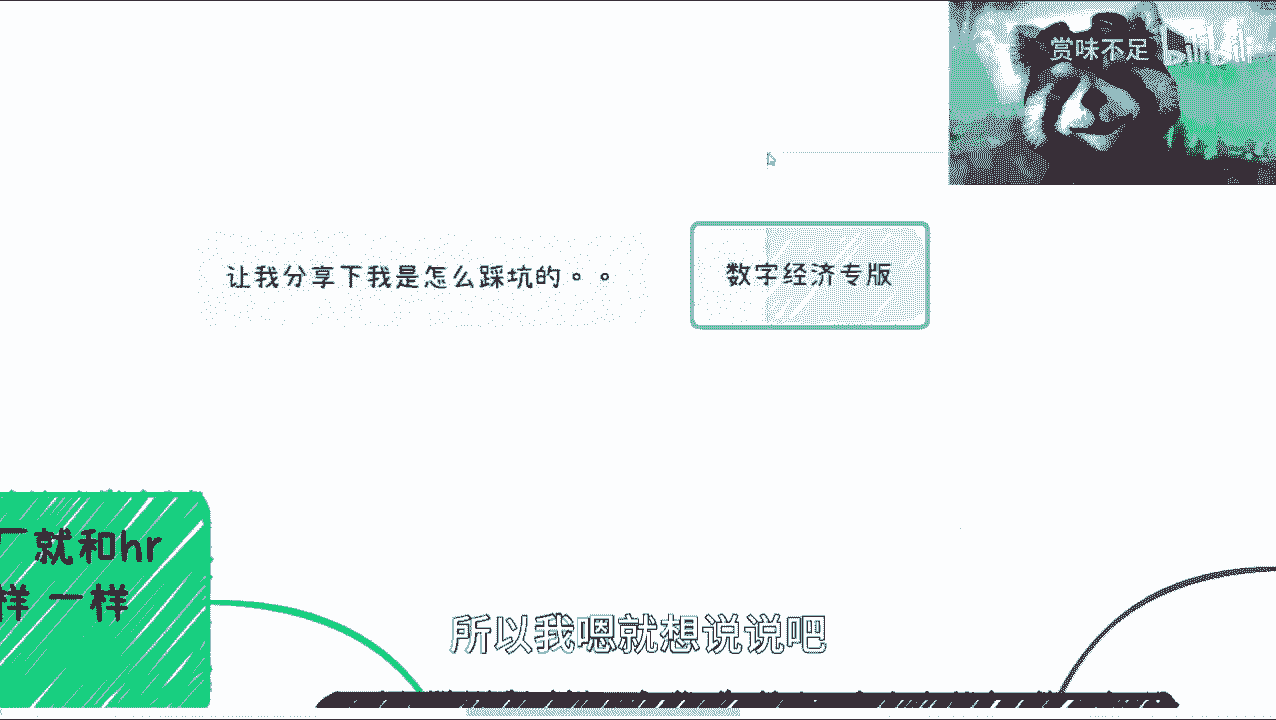 赏味不足
让我分享下我是怎么踩坑的。。
数字经济专版
就和hr
样 一样
所以我嗯就想说说吧